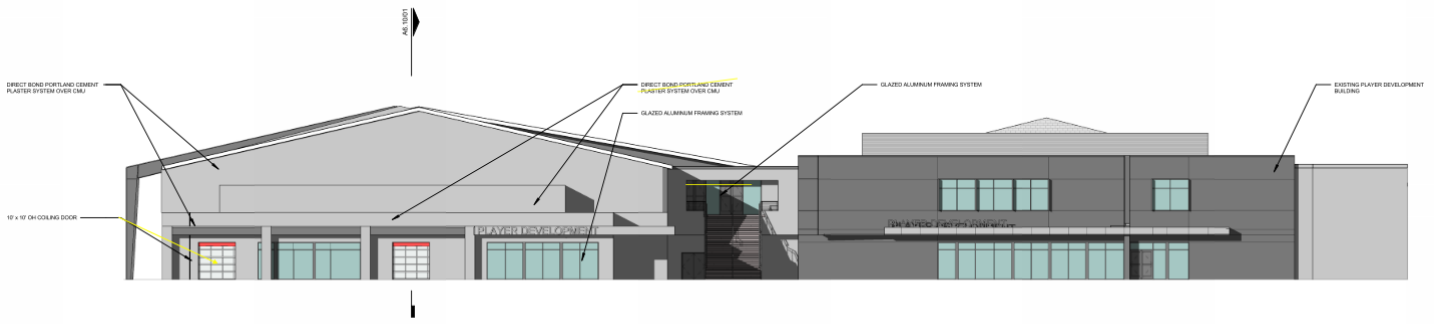 A6.10/01
DIRECT BOND PORTLAND CEMENT
PLASTER SYSTEM OVER CMU
DIRECT BOND PORTLAND CEMENT
PLASTER SYSTEM OVER CMU
GLAZED ALUMINUM FRAMING SYSTEM
EXISTING PLAYER DEVELOPMENT
BUILDING
GLAZED ALUMINUM FRAMING SYSTEM
10' x 10' OH COILING DOOR
PLAYER DEVELOPMENT
PLAYER DEVELOPMENT